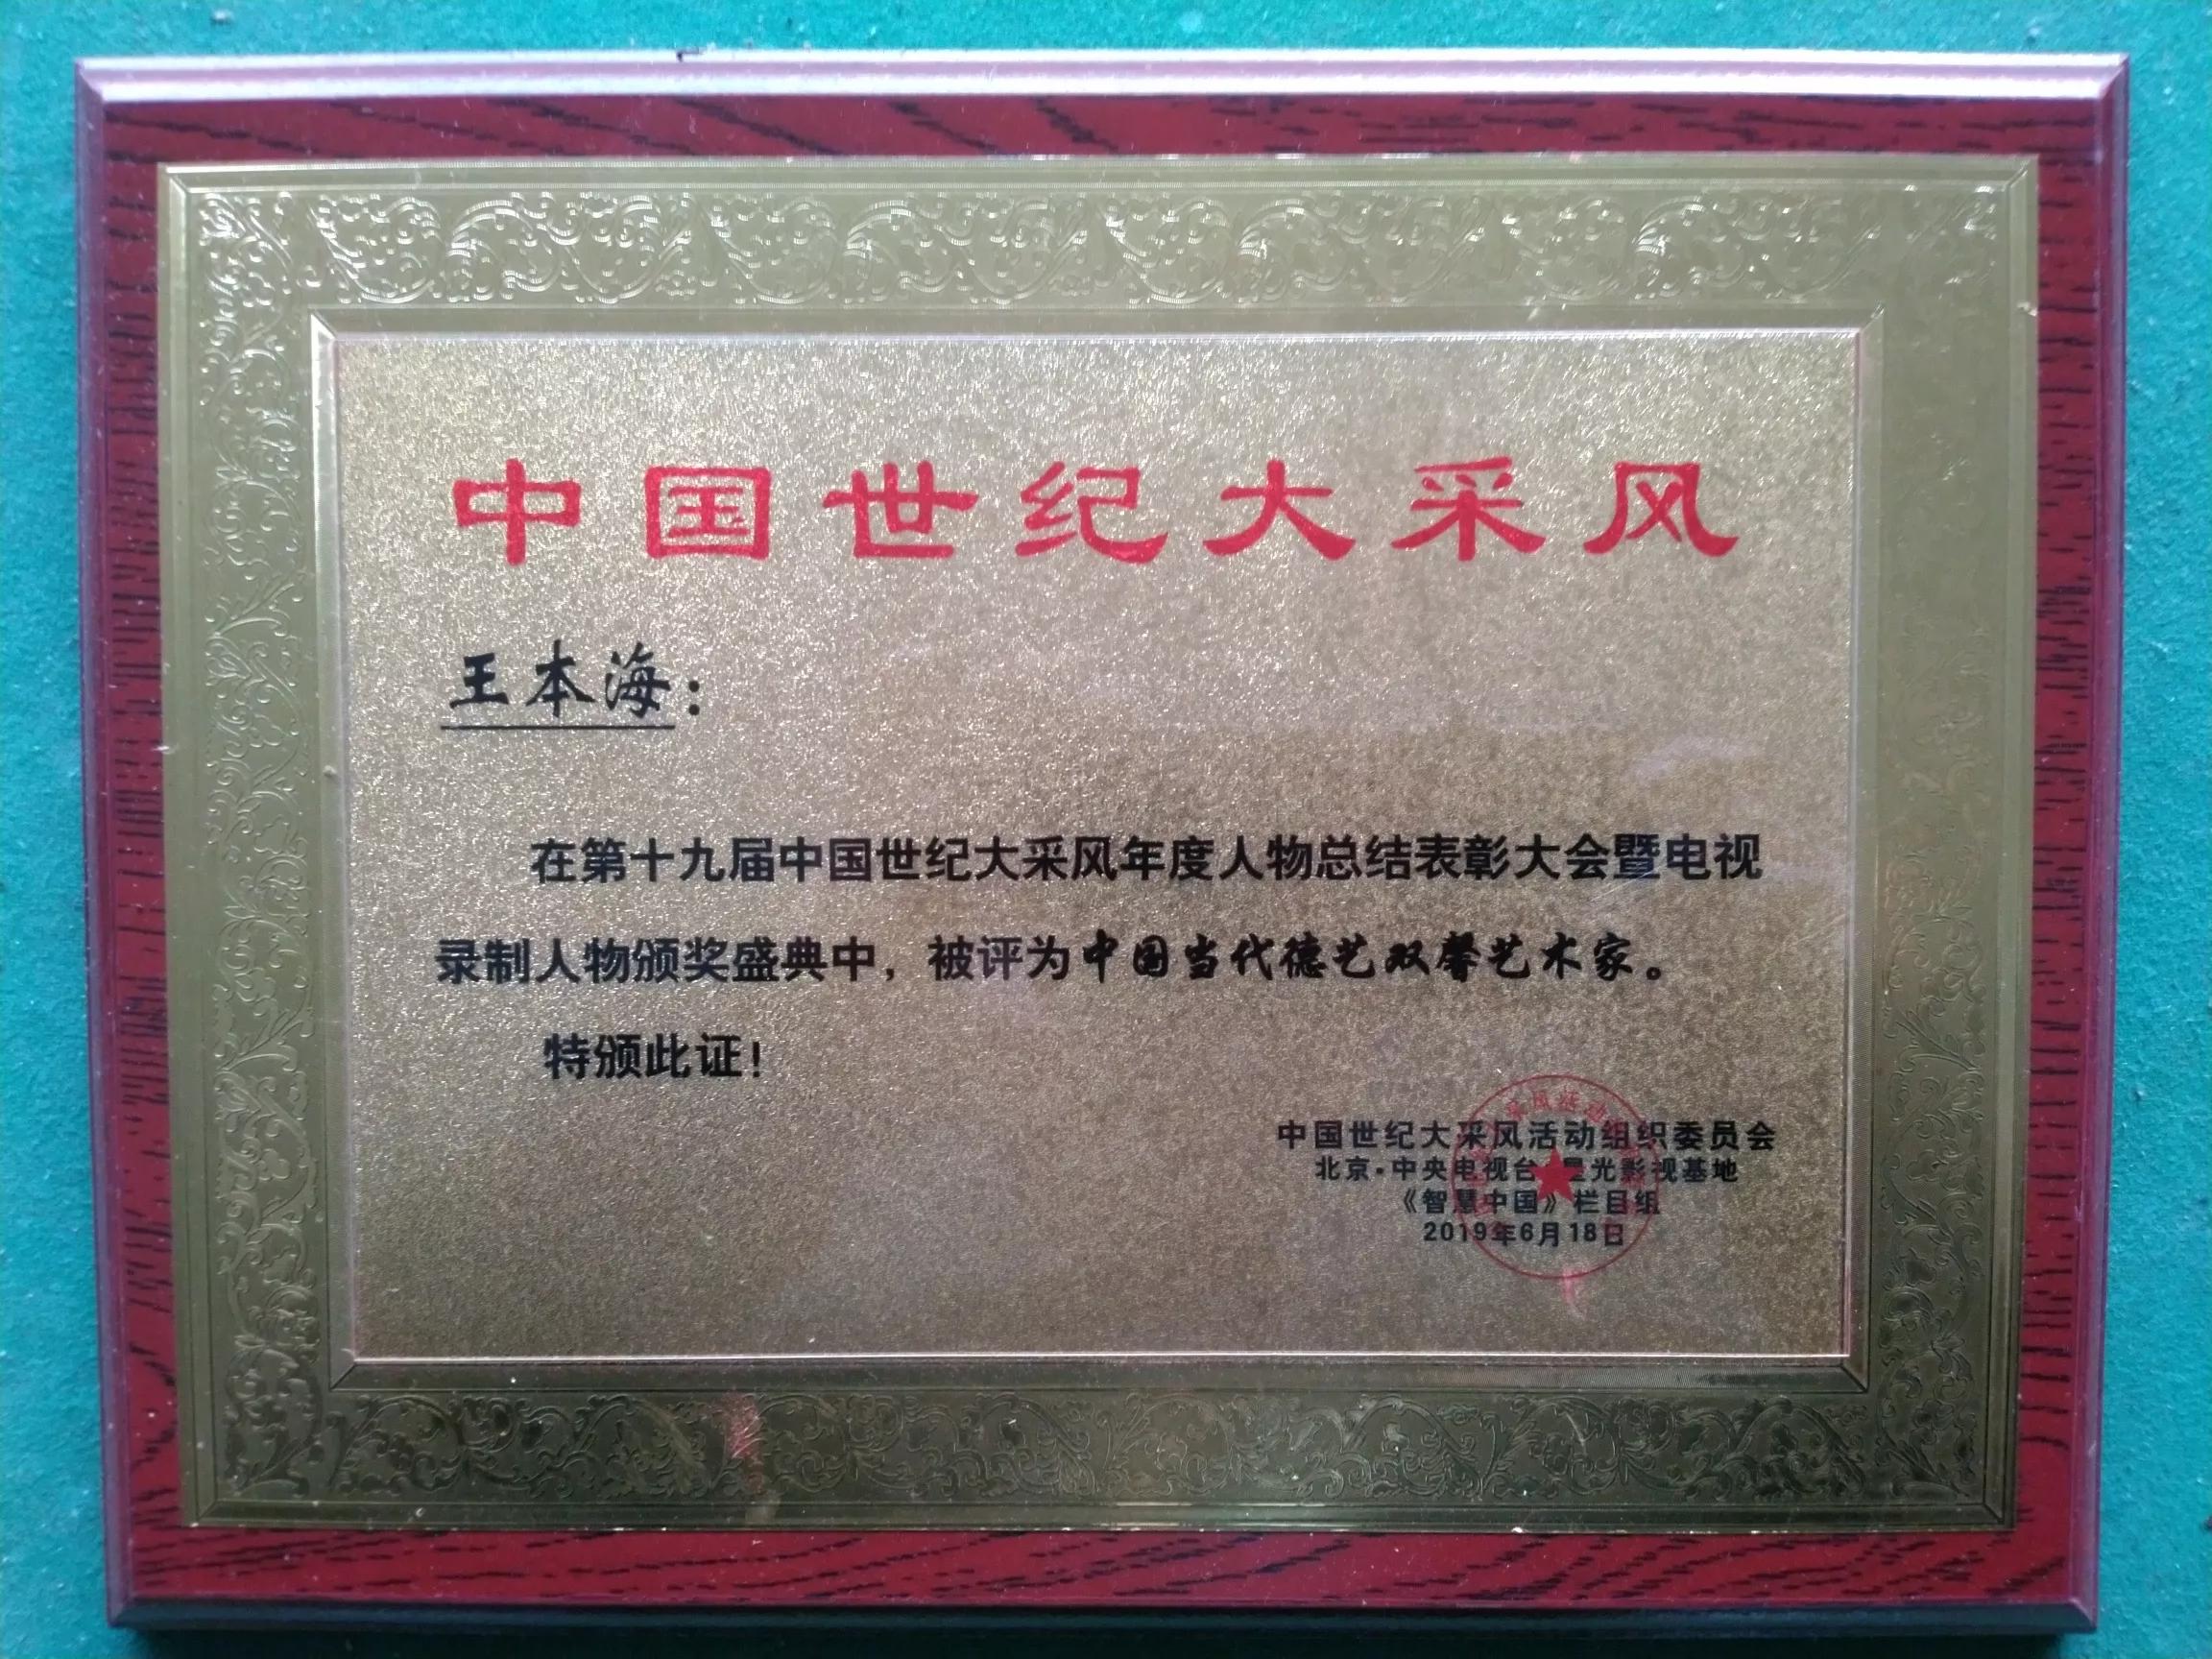 中国世纪大采风
王本海：
在第十九届中国世纪大采风年度人物总结表彰大会暨电视
录制人物颁奖盛典中，被评为中国当代德艺双馨艺术家。
特颁此证！
中国世纪大采风活动组织委员会
北京·中央电视台 星光影视基地
《智慧中国》栏目组
2019年6月18日